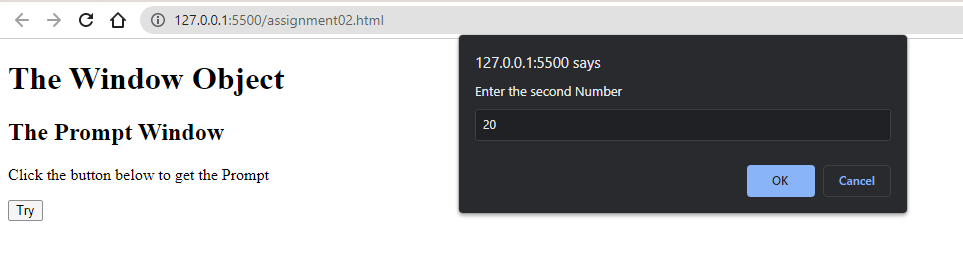 127.0.0.1:5500/assignment02.html
The Window Object
The Prompt Window
Click the button below to get the Prompt
Try
127.0.0.1:5500 says
Enter the second Number
20
OK Cancel